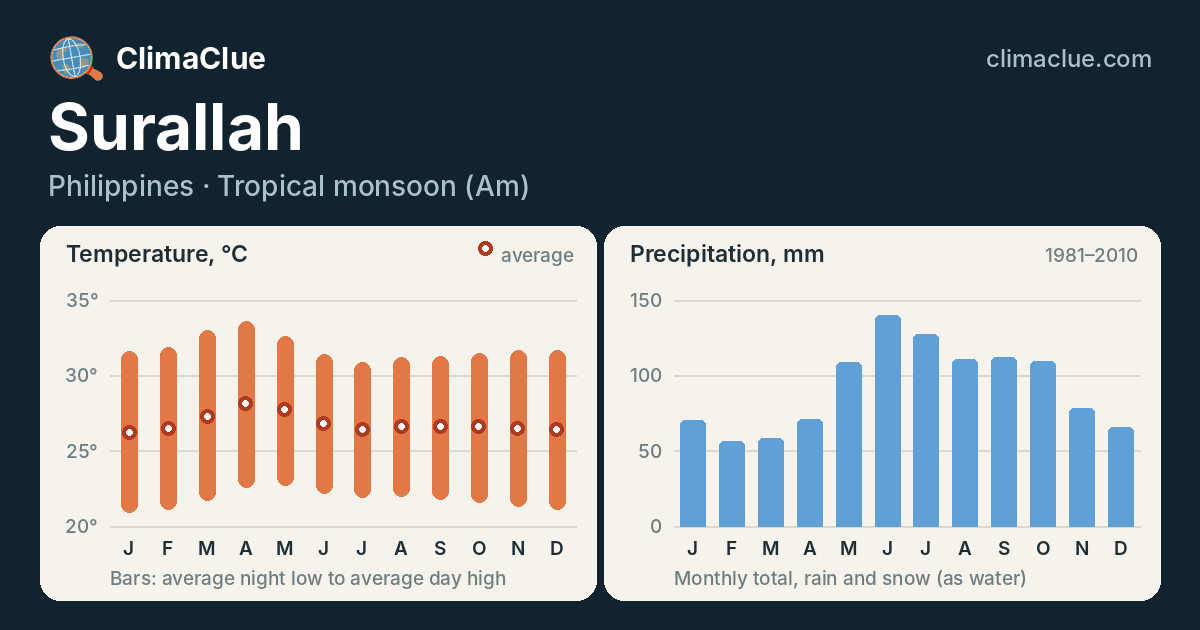 ClimaClue
climaclue.com
Surallah
Philippines · Tropical monsoon (Am)
Temperature, °C
average
35°
30°
25°
20°
J F M A M J J A S O N D
Bars: average night low to average day high
Precipitation, mm
1981–2010
150
100
50
0
J F M A M J J A S O N D
Monthly total, rain and snow (as water)